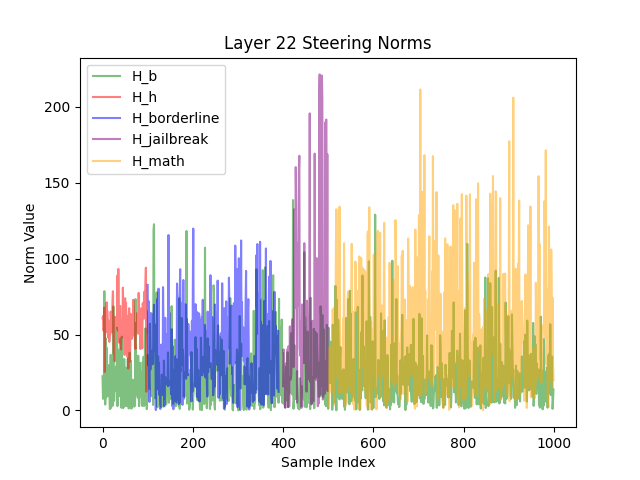 Layer 22 Steering Norms
H_b
H_h
H_borderline
H_jailbreak
H_math
Norm Value
200
150
100
50
0
0
200
400
600
800
1000
Sample Index